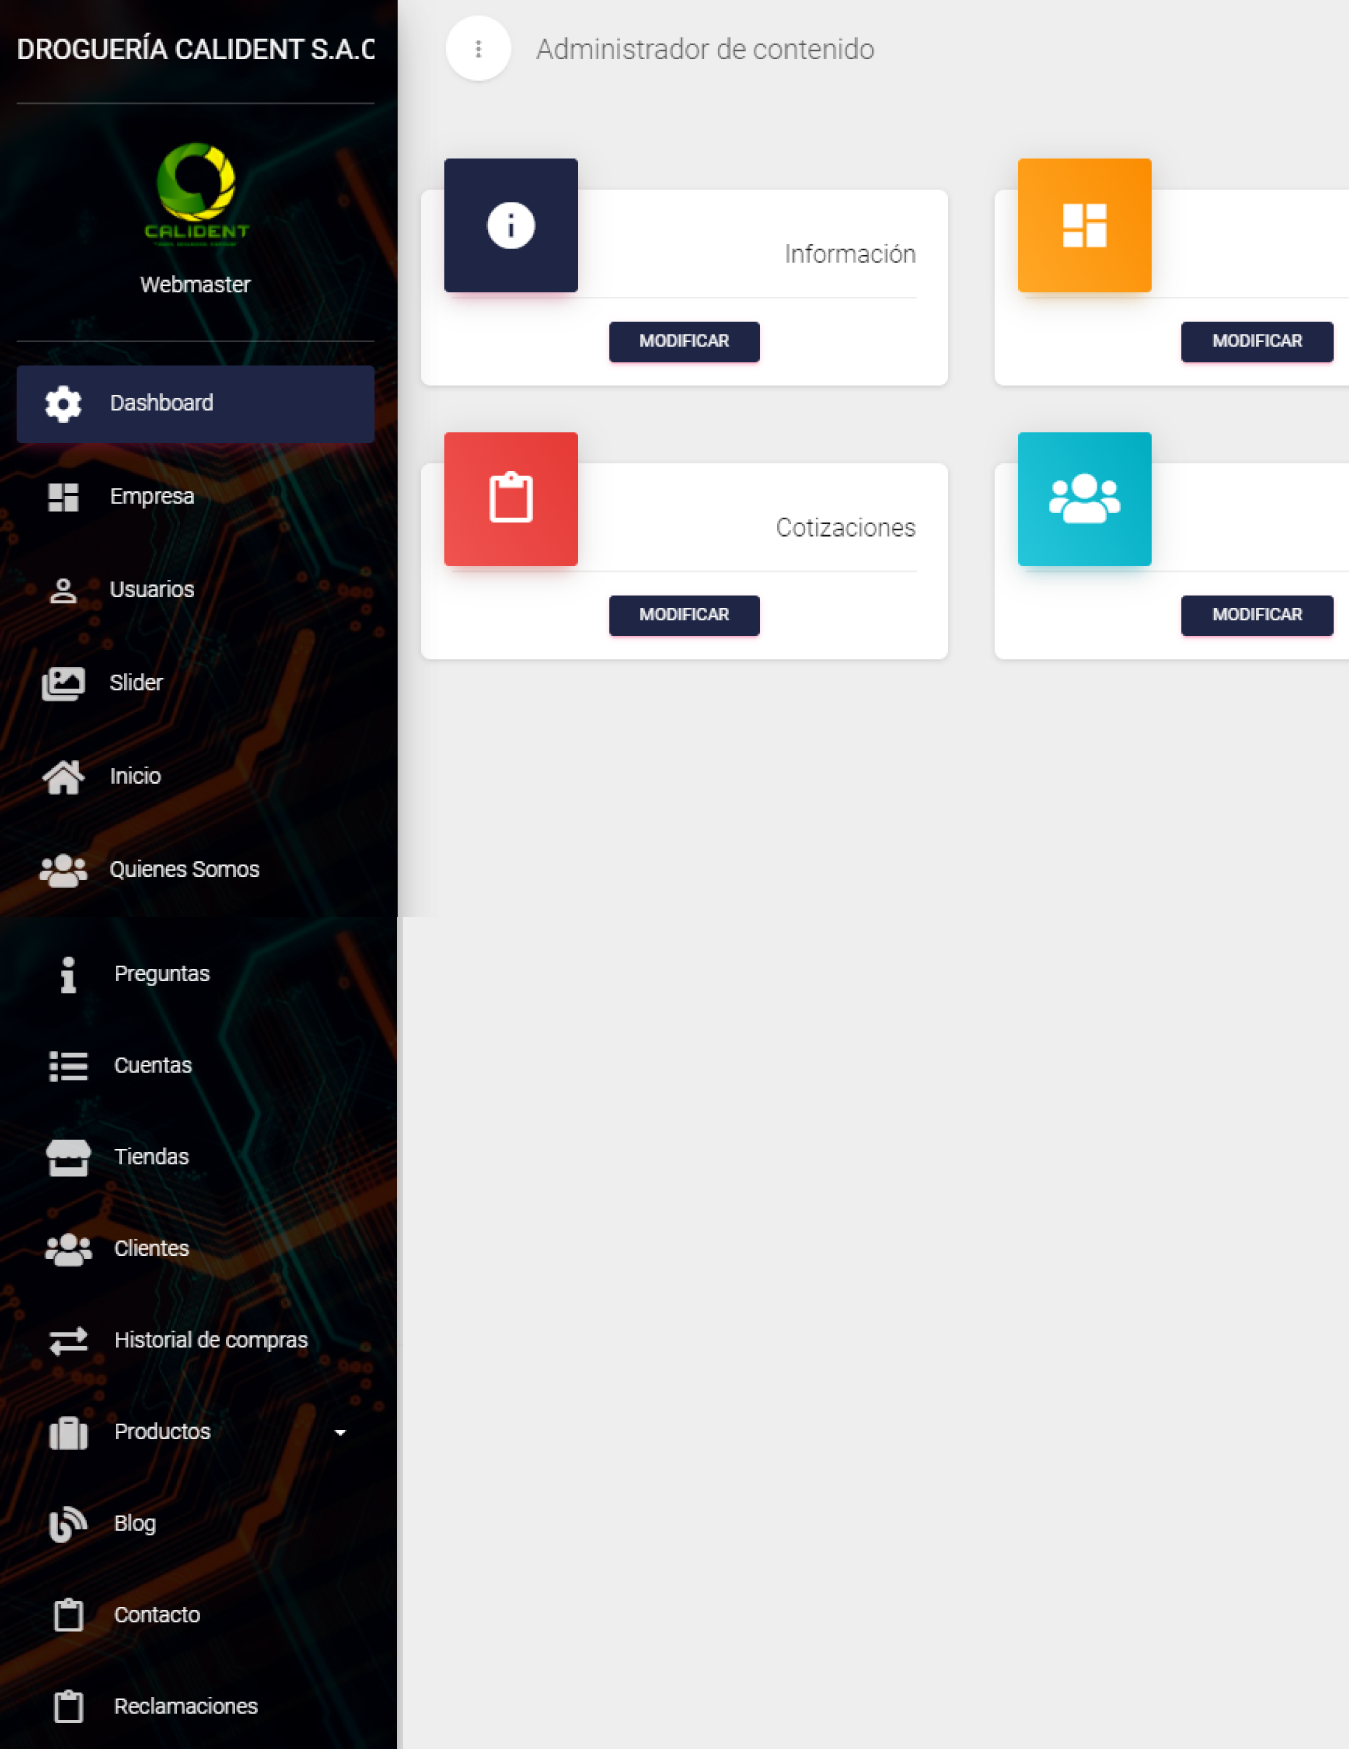 DROGUERÍA CALIDENT S.A.C
CALIDENT
Webmaster
Dashboard
Empresa
Usuarios
Slider
Inicio
Quienes Somos
Preguntas
Cuentas
Tiendas
Clientes
Historial de compras
Productos
Blog
Contacto
Reclamaciones
Administrador de contenido
Información
MODIFICAR
MODIFICAR
Cotizaciones
MODIFICAR
MODIFICAR